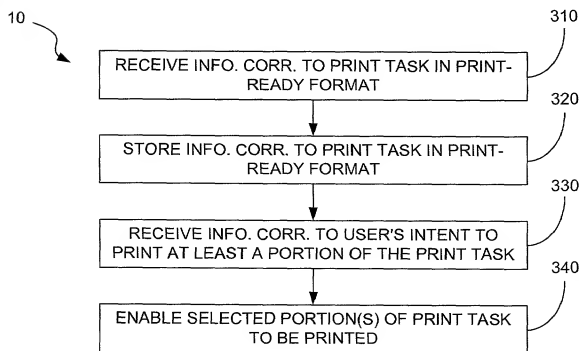 10
310
RECEIVE INFO. CORR. TO PRINT TASK IN PRINT-
READY FORMAT
320
STORE INFO. CORR. TO PRINT TASK IN PRINT-
READY FORMAT
330
RECEIVE INFO. CORR. TO USER'S INTENT TO
PRINT AT LEAST A PORTION OF THE PRINT TASK
340
ENABLE SELECTED PORTION(S) OF PRINT TASK
TO BE PRINTED